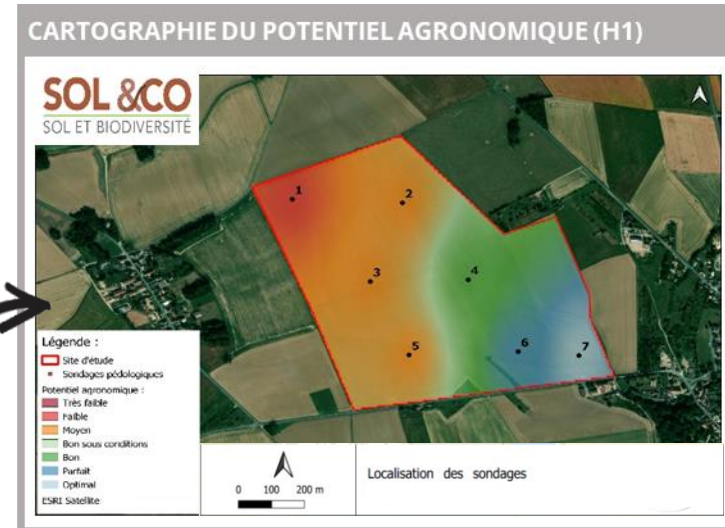 CARTOGRAPHIE DU POTENTIEL AGRONOMIQUE (H1)
SOL &CO
SOL ET BIODIVERSITÉ
1
2
3
4
5
6
7
Légende :
Site d'étude
Sondages pédologiques
Potentiel agronomique :
Très faible
Faible
Moyen
Bon sous conditions
Bon
Parfait
Optimal
ESRI Satellite
0 100 200 m
Localisation des sondages